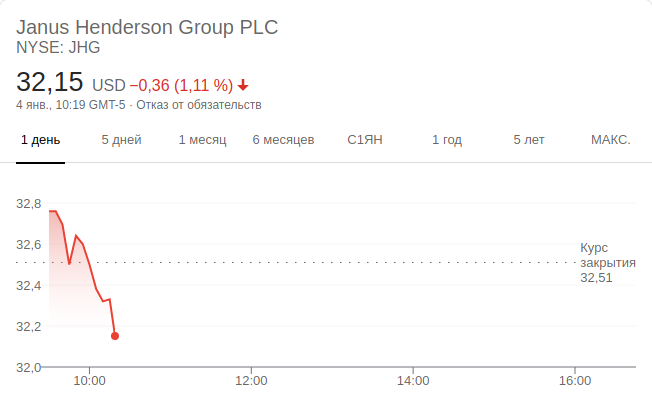 Janus Henderson Group PLC
NYSE: JHG
32,15 USD −0,36 (1,11 %)
4 янв., 10:19 GMT-5 · Отказ от обязательств
1 день 5 дней 1 месяц 6 месяцев С1ЯН 1 год 5 лет МАКС.
32,8
32,6
32,4
32,2
32,0
Курс
закрытия
32,51
10:00 12:00 14:00 16:00